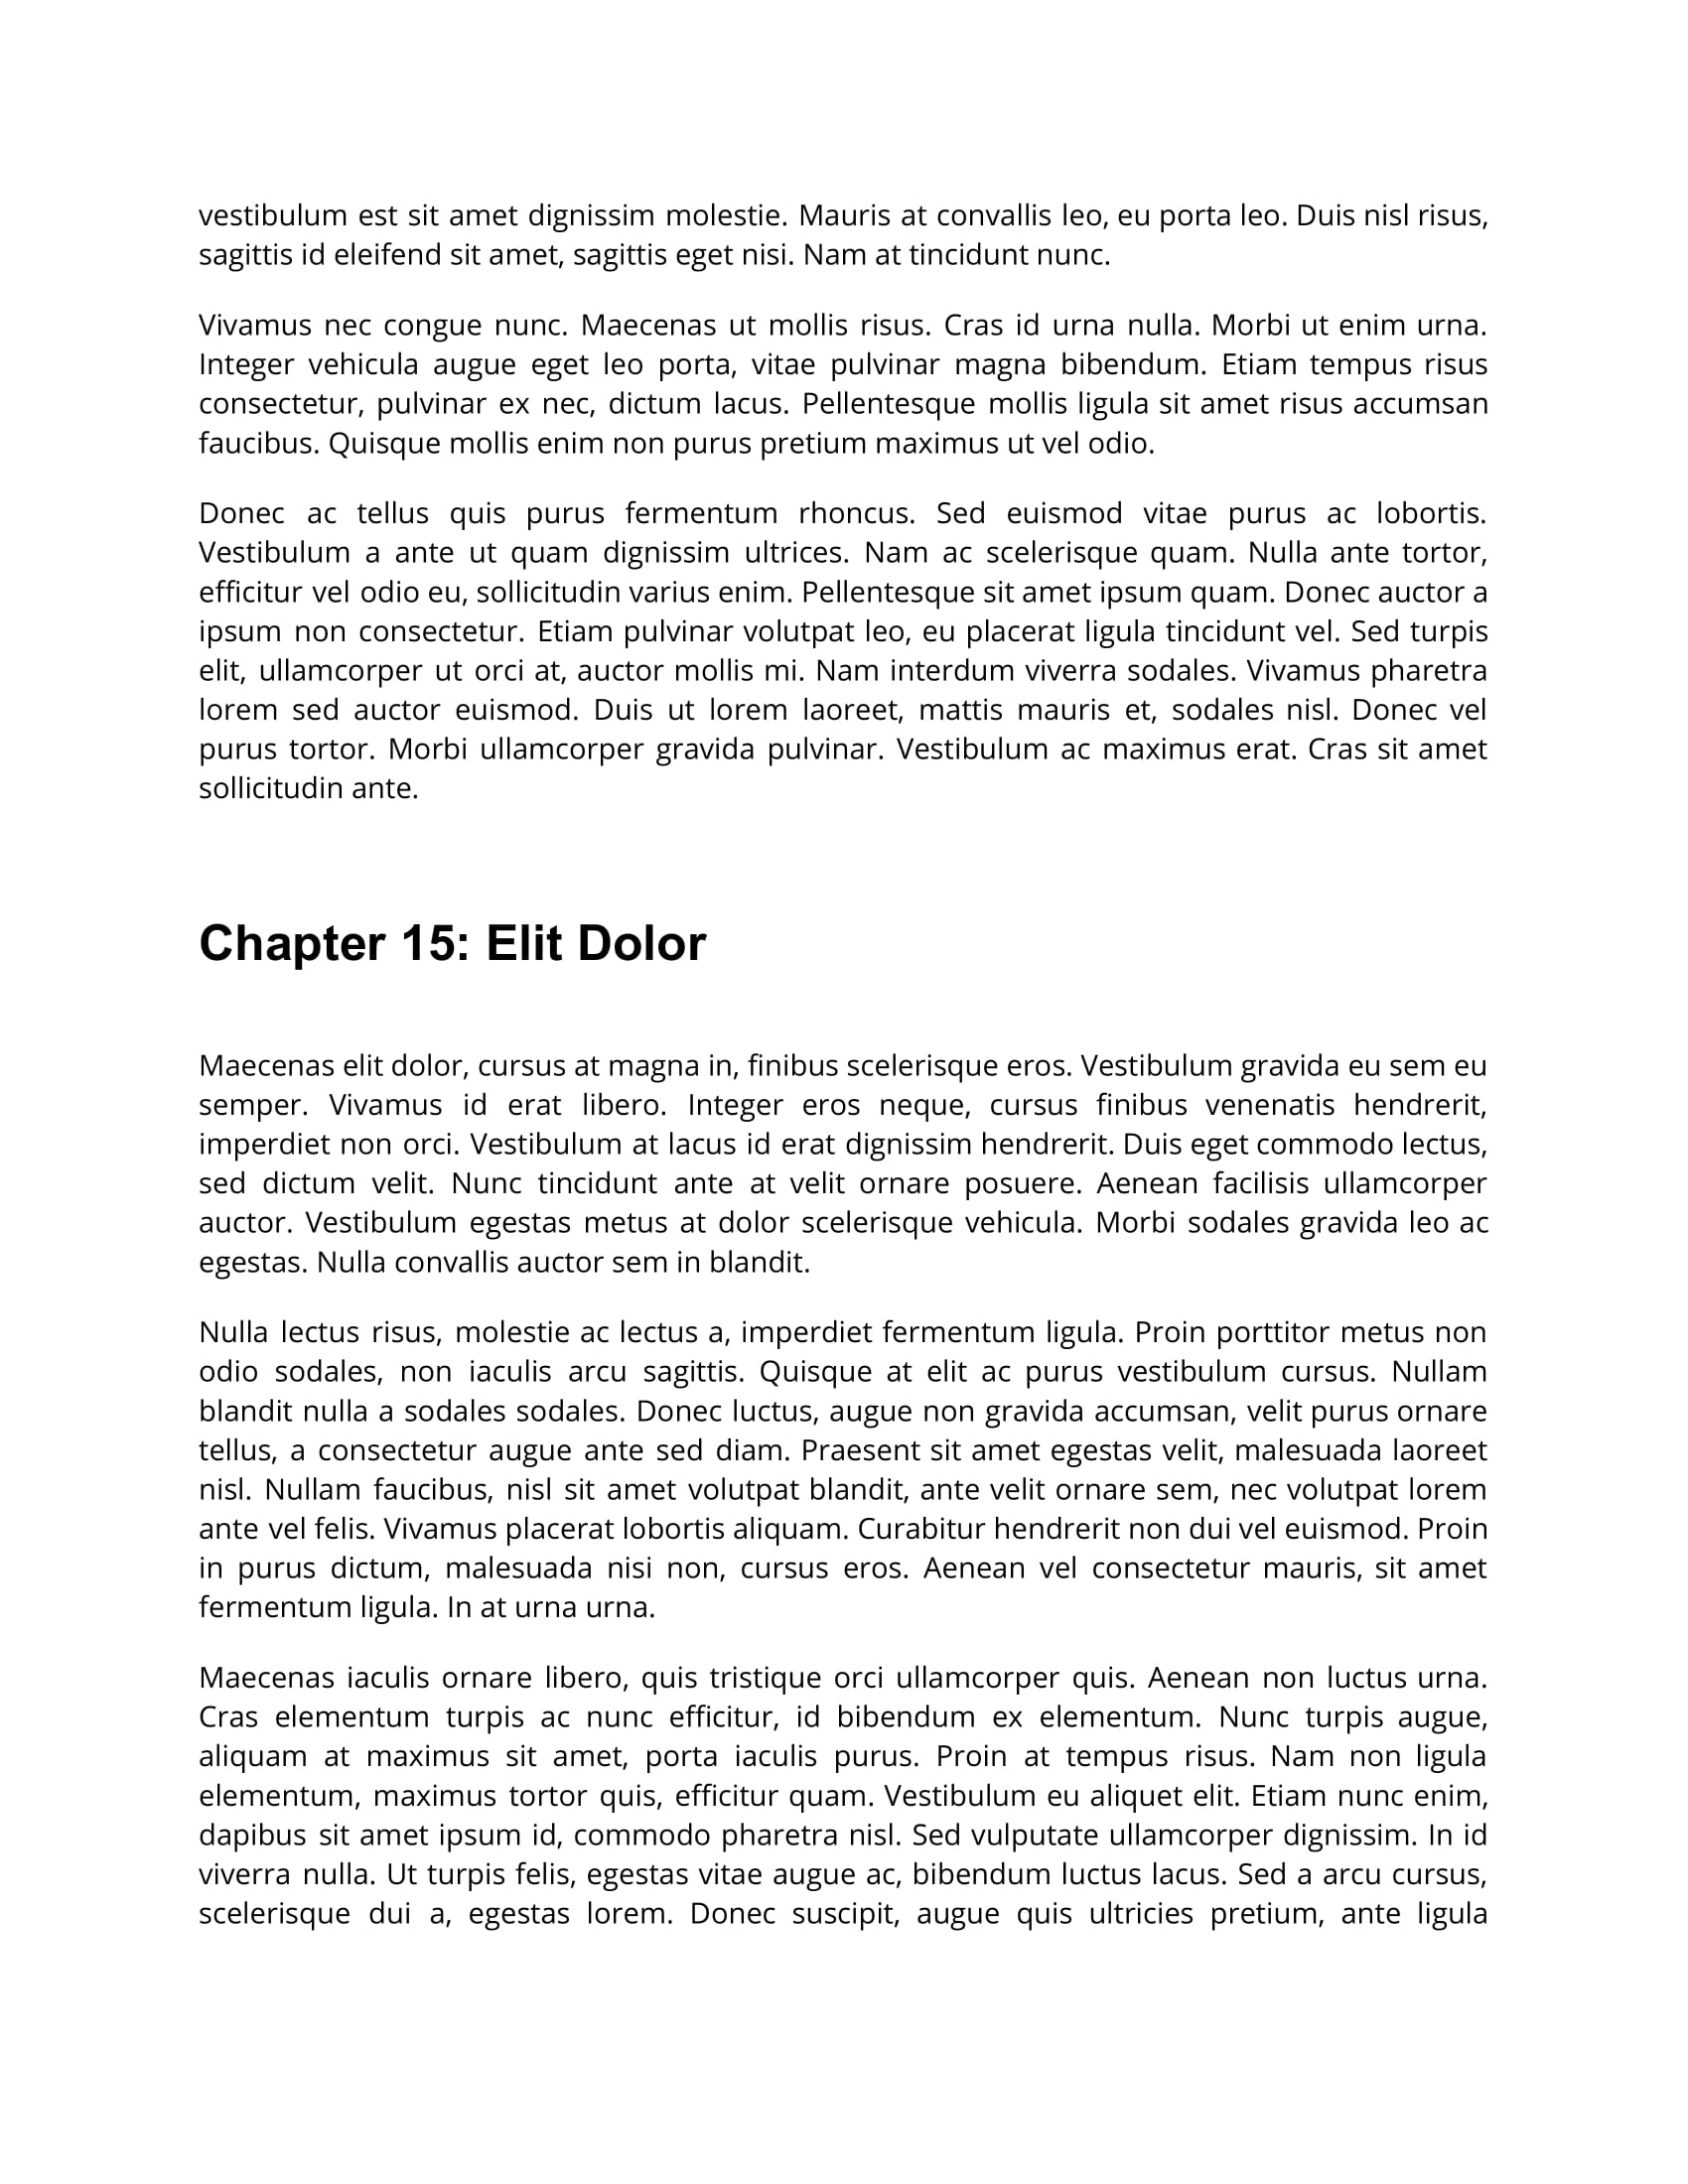 vestibulum est sit amet dignissim molestie. Mauris at convallis leo, eu porta leo. Duis nisl risus,
sagittis id eleifend sit amet, sagittis eget nisi. Nam at tincidunt nunc.
Vivamus nec congue nunc. Maecenas ut mollis risus. Cras id urna nulla. Morbi ut enim urna.
Integer vehicula augue eget leo porta, vitae pulvinar magna bibendum. Etiam tempus risus
consectetur, pulvinar ex nec, dictum lacus. Pellentesque mollis ligula sit amet risus accumsan
faucibus. Quisque mollis enim non purus pretium maximus ut vel odio.
Donec ac tellus quis purus fermentum rhoncus. Sed euismod vitae purus ac lobortis.
Vestibulum a ante ut quam dignissim ultrices. Nam ac scelerisque quam. Nulla ante tortor,
efficitur vel odio eu, sollicitudin varius enim. Pellentesque sit amet ipsum quam. Donec auctor a
ipsum non consectetur. Etiam pulvinar volutpat leo, eu placerat ligula tincidunt vel. Sed turpis
elit, ullamcorper ut orci at, auctor mollis mi. Nam interdum viverra sodales. Vivamus pharetra
lorem sed auctor euismod. Duis ut lorem laoreet, mattis mauris et, sodales nisl. Donec vel
purus tortor. Morbi ullamcorper gravida pulvinar. Vestibulum ac maximus erat. Cras sit amet
sollicitudin ante.
Chapter 15: Elit Dolor
Maecenas elit dolor, cursus at magna in, finibus scelerisque eros. Vestibulum gravida eu sem eu
semper. Vivamus id erat libero. Integer eros neque, cursus finibus venenatis hendrerit,
imperdiet non orci. Vestibulum at lacus id erat dignissim hendrerit. Duis eget commodo lectus,
sed dictum velit. Nunc tincidunt ante at velit ornare posuere. Aenean facilisis ullamcorper
auctor. Vestibulum egestas metus at dolor scelerisque vehicula. Morbi sodales gravida leo ac
egestas. Nulla convallis auctor sem in blandit.
Nulla lectus risus, molestie ac lectus a, imperdiet fermentum ligula. Proin porttitor metus non
odio sodales, non iaculis arcu sagittis. Quisque at elit ac purus vestibulum cursus. Nullam
blandit nulla a sodales sodales. Donec luctus, augue non gravida accumsan, velit purus ornare
tellus, a consectetur augue ante sed diam. Praesent sit amet egestas velit, malesuada laoreet
nisl. Nullam faucibus, nisl sit amet volutpat blandit, ante velit ornare sem, nec volutpat lorem
ante vel felis. Vivamus placerat lobortis aliquam. Curabitur hendrerit non dui vel euismod. Proin
in purus dictum, malesuada nisi non, cursus eros. Aenean vel consectetur mauris, sit amet
fermentum ligula. In at urna urna.
Maecenas iaculis ornare libero, quis tristique orci ullamcorper quis. Aenean non luctus urna.
Cras elementum turpis ac nunc efficitur, id bibendum ex elementum. Nunc turpis augue,
aliquam at maximus sit amet, porta iaculis purus. Proin at tempus risus. Nam non ligula
elementum, maximus tortor quis, efficitur quam. Vestibulum eu aliquet elit. Etiam nunc enim,
dapibus sit amet ipsum id, commodo pharetra nisl. Sed vulputate ullamcorper dignissim. In id
viverra nulla. Ut turpis felis, egestas vitae augue ac, bibendum luctus lacus. Sed a arcu cursus,
scelerisque dui a, egestas lorem. Donec suscipit, augue quis ultricies pretium, ante ligula